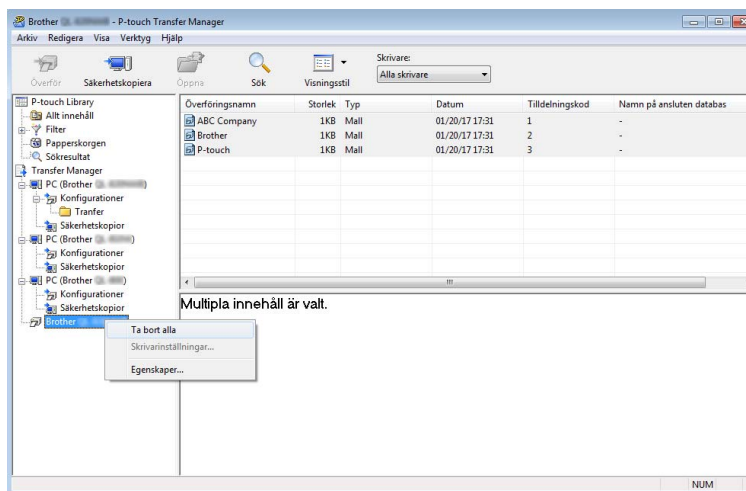 Brother - P-touch Transfer Manager
Arkiv Redigera Visa Verktyg Hjälp
Överför Säkerhetskopiera Öppna Sök Visningsstil
Skrivare:
Alla skrivare
P-touch Library
Allt innehåll
Filter
Papperskorgen
Sökresultat
Transfer Manager
PC (Brother )
Konfigurationer
Tranfer
Säkerhetskopior
PC (Brother )
Konfigurationer
Säkerhetskopior
PC (Brother )
Konfigurationer
Säkerhetskopior
Brother
Överföringsnamn Storlek Typ Datum Tilldelningskod Namn på ansluten databas
ABC Company 1KB Mall 01/20/17 17:31 1 -
Brother 1KB Mall 01/20/17 17:31 2 -
P-touch 1KB Mall 01/20/17 17:31 3 -
Multipla innehåll är valt.
Ta bort alla
Skrivarinställningar...
Egenskaper...
NUM